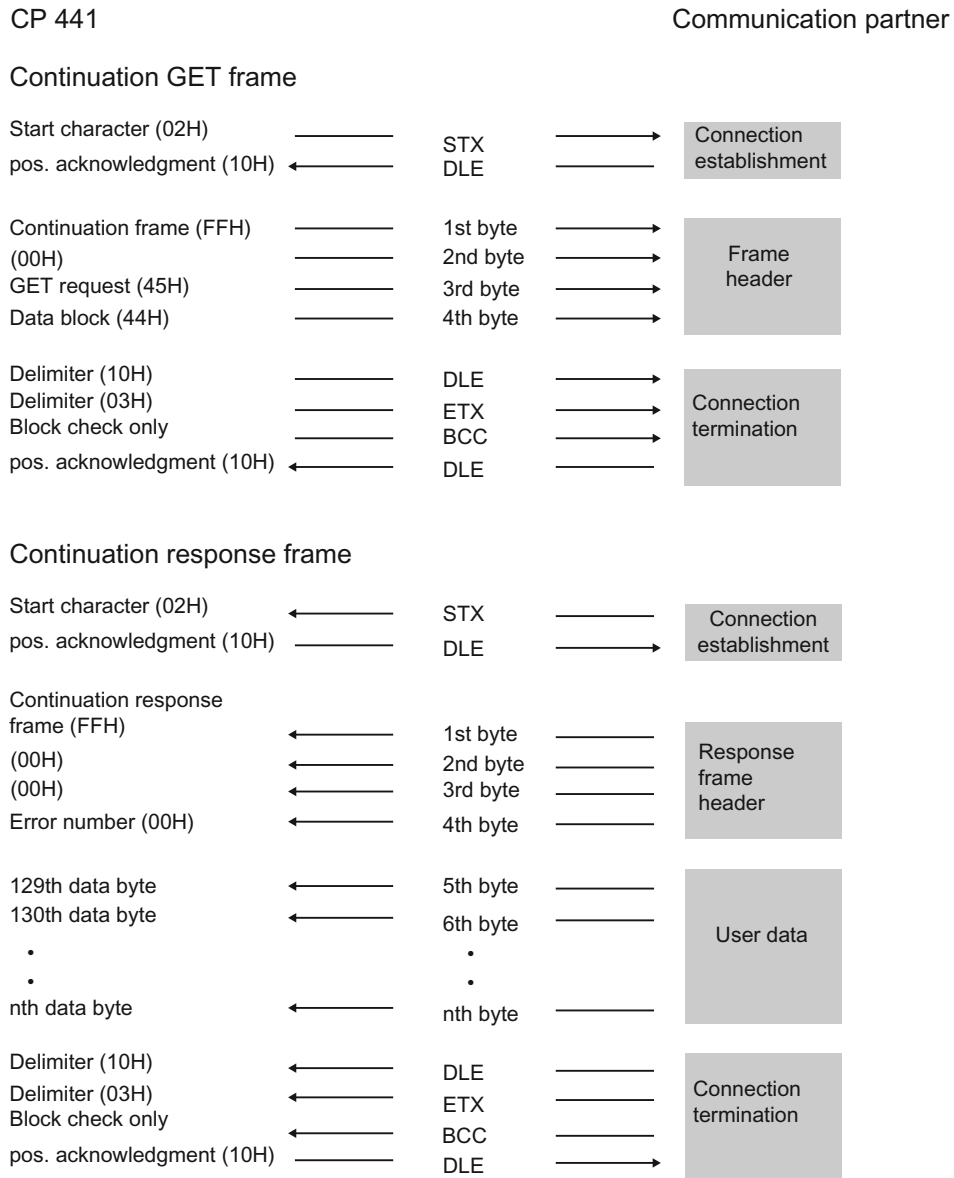 CP 441 Communication partner
Continuation GET frame
Start character (02H) STX Connection establishment
pos. acknowledgment (10H) DLE
Continuation frame (FFH) 1st byte Frame header
(00H) 2nd byte
GET request (45H) 3rd byte
Data block (44H) 4th byte
Delimiter (10H) DLE Connection termination
Delimiter (03H) ETX
Block check only BCC
pos. acknowledgment (10H) DLE
Continuation response frame
Start character (02H) STX Connection establishment
pos. acknowledgment (10H) DLE
Continuation response
frame (FFH) 1st byte Response frame header
(00H) 2nd byte
(00H) 3rd byte
Error number (00H) 4th byte
129th data byte 5th byte User data
130th data byte 6th byte
• •
• •
nth data byte nth byte
Delimiter (10H) DLE Connection termination
Delimiter (03H) ETX
Block check only BCC
pos. acknowledgment (10H) DLE